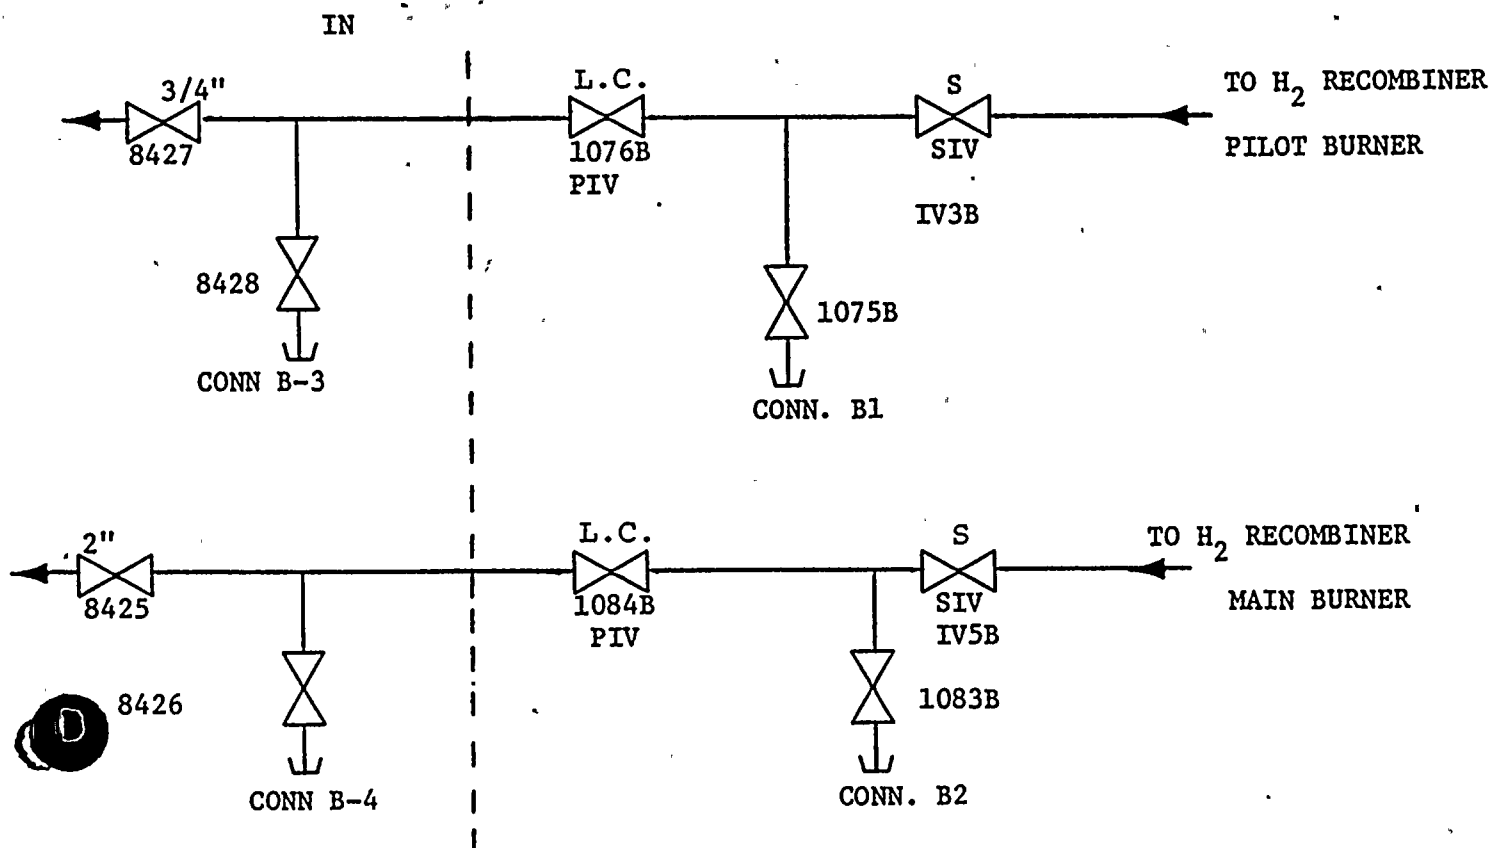 IN
3/4"
L.C.
S
TO H2 RECOMBINER
PILOT BURNER
8427
1076B
PIV
SIV
IV3B
8428
1075B
CONN B-3
CONN. B1
2"
L.C.
S
TO H2 RECOMBINER
MAIN BURNER
8425
1084B
PIV
SIV
IV5B
8426
1083B
CONN B-4
CONN. B2